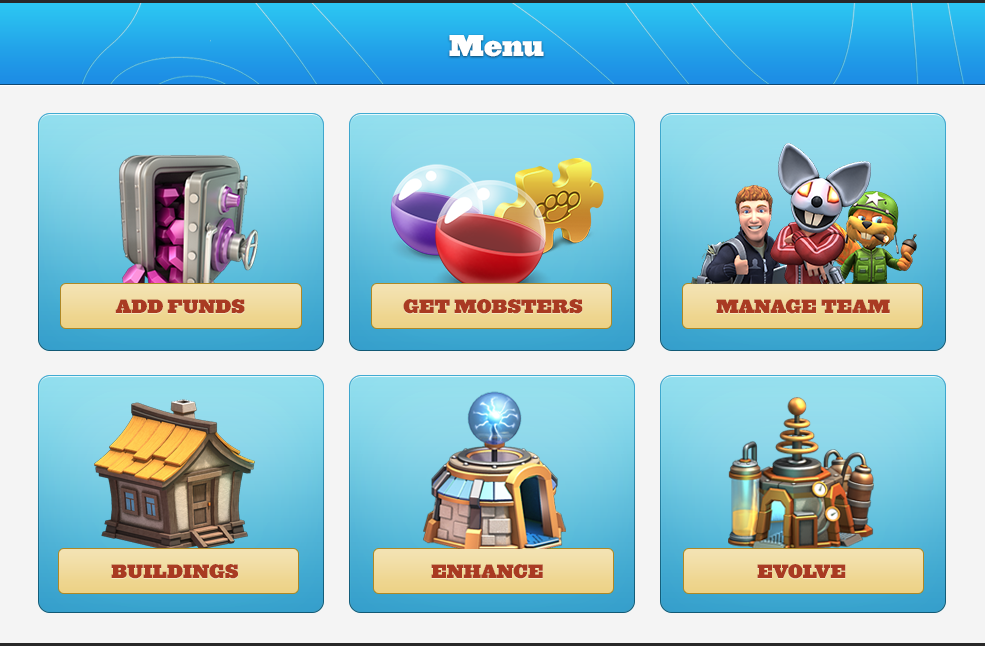 Menu
ADD FUNDS
GET MOBSTERS
MANAGE TEAM
BUILDINGS
ENHANCE
EVOLVE